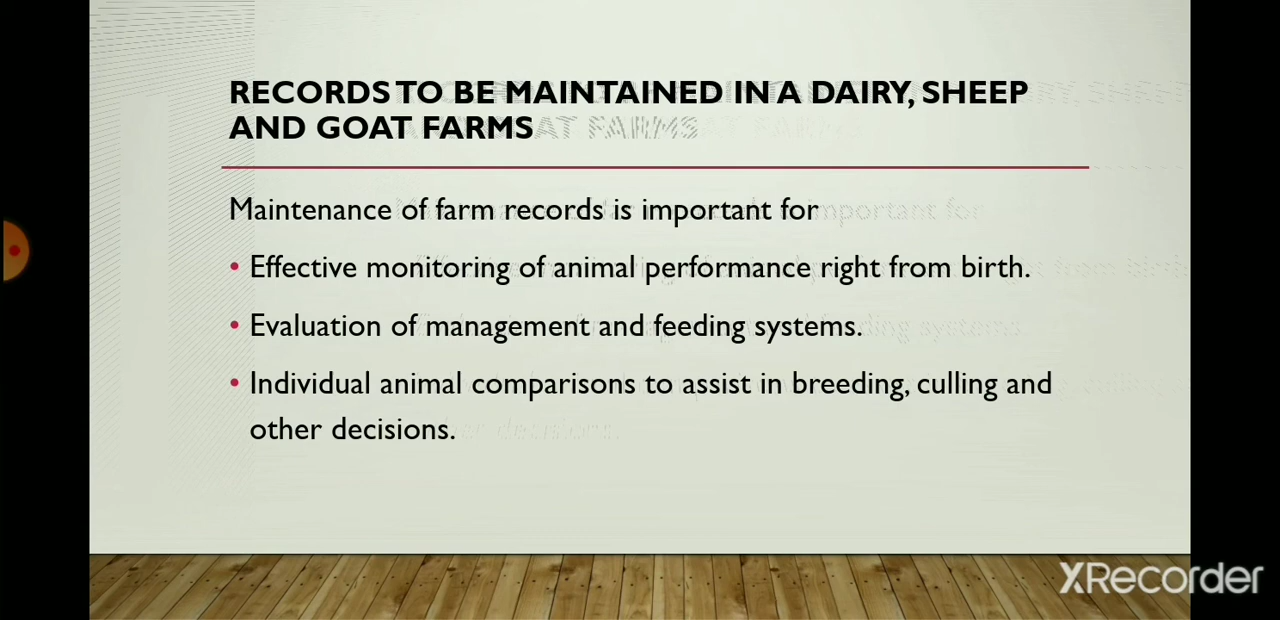 RECORDS TO BE MAINTAINED IN A DAIRY, SHEEP
AND GOAT FARMS
Maintenance of farm records is important for
• Effective monitoring of animal performance right from birth.
• Evaluation of management and feeding systems.
• Individual animal comparisons to assist in breeding, culling and
other decisions.
XRecorder